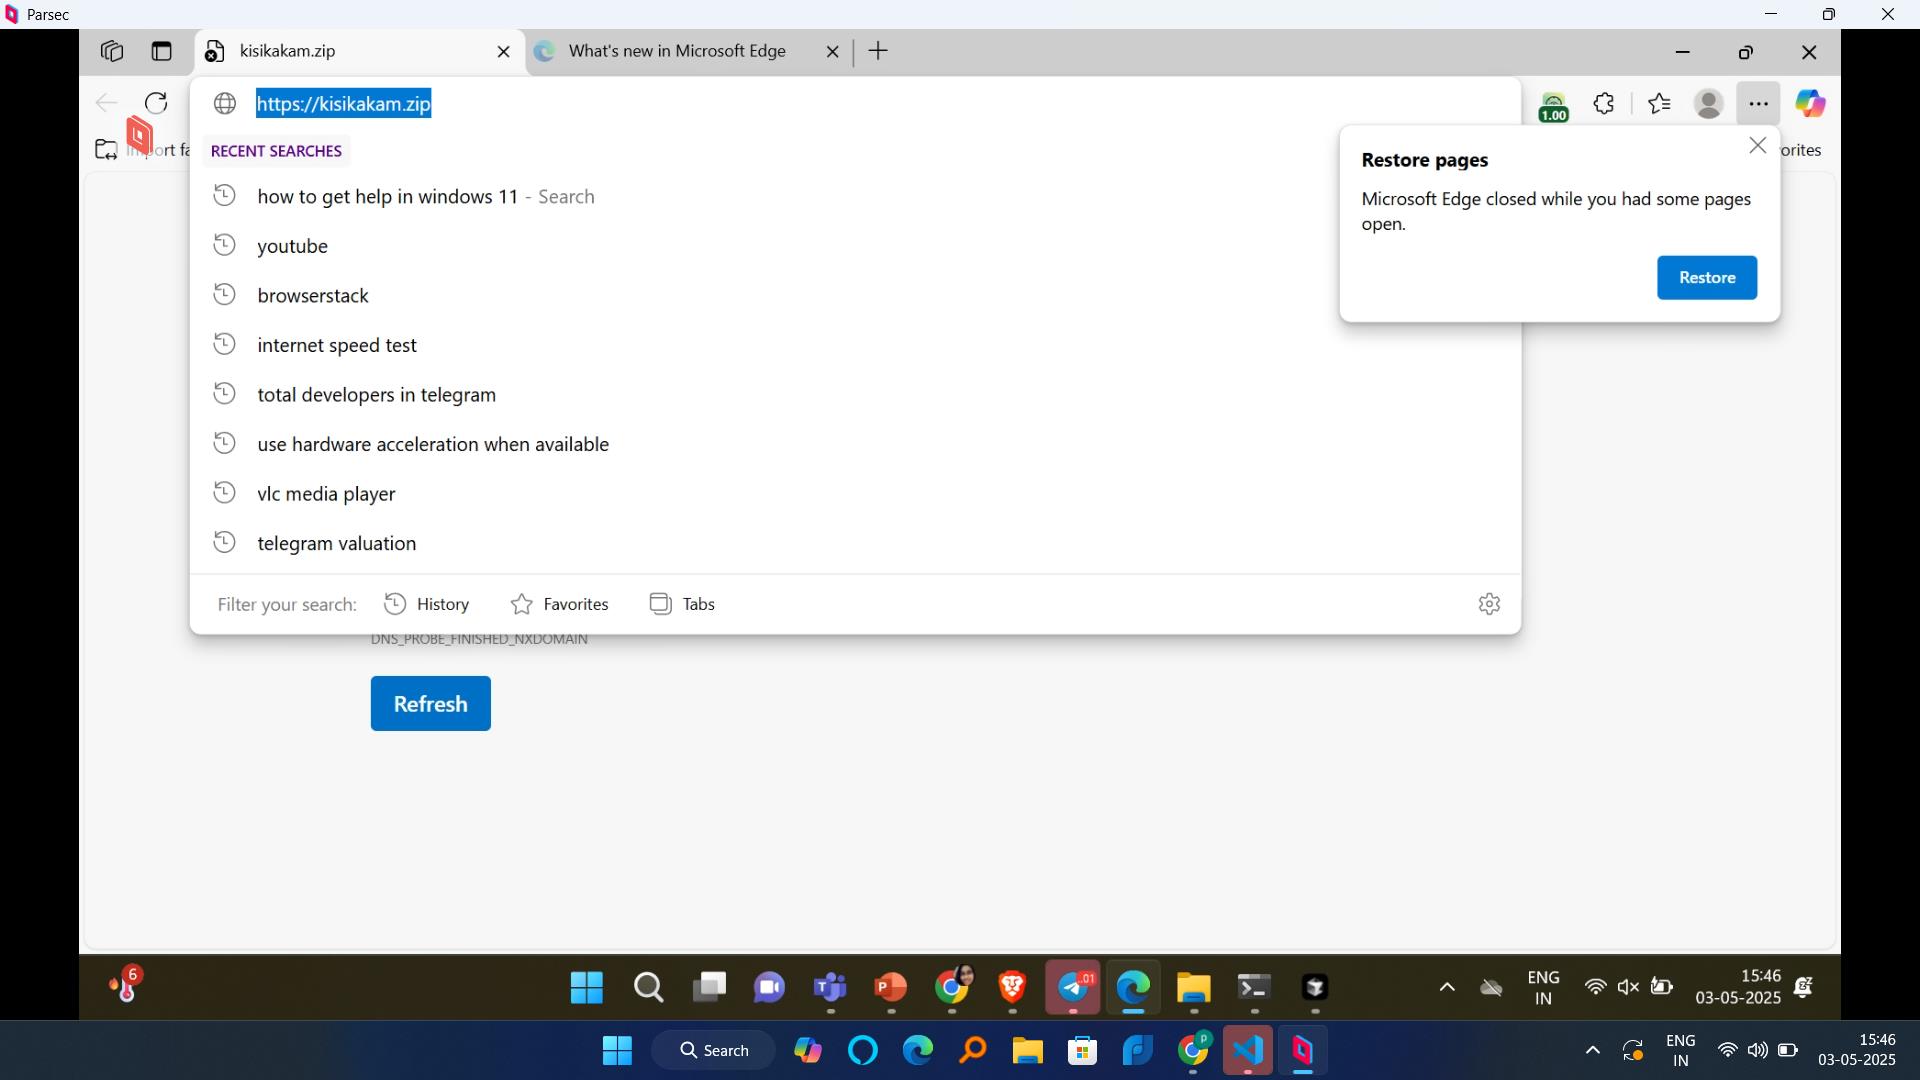 Parsec
kisikakam.zip
What's new in Microsoft Edge
https://kisikakam.zip
1.00
RECENT SEARCHES
how to get help in windows 11 - Search
youtube
browserstack
internet speed test
total developers in telegram
use hardware acceleration when available
vlc media player
telegram valuation
Filter your search: History Favorites Tabs
Restore pages
Microsoft Edge closed while you had some pages
open.
Restore
DNS_PROBE_FINISHED_NXDOMAIN
Refresh
6
.01
ENG
IN
15:46
03-05-2025
Search
P
ENG
IN
15:46
03-05-2025